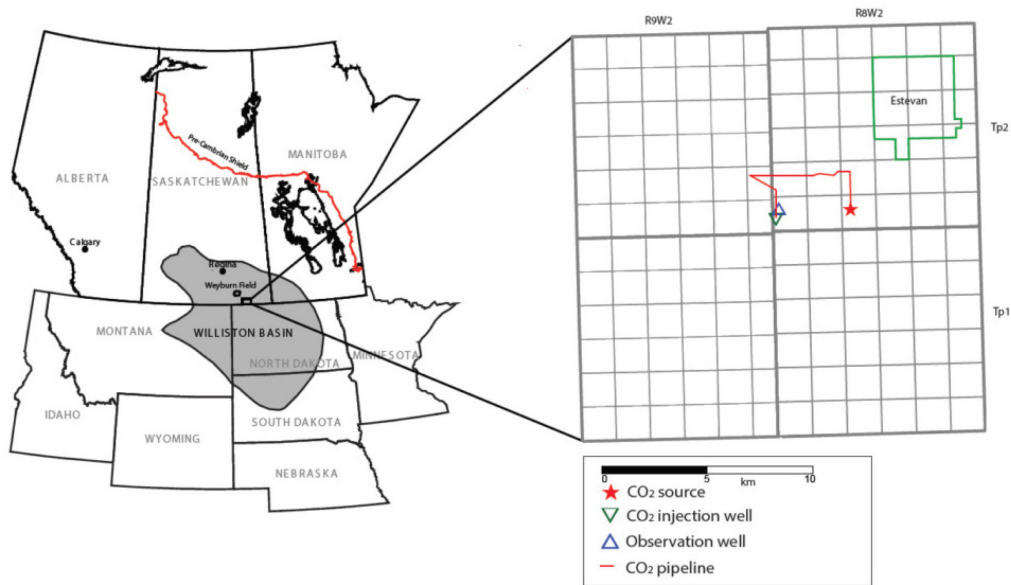 R9W2
R8W2
Estevan
Tp2
Tp1
Pre-Cambrian Shield
MANITOBA
ALBERTA
SASKATCHEWAN
Calgary
Regina
Weyburn Field
MONTANA
WILLISTON BASIN
NORTH DAKOTA
MINNESOTA
IDAHO
SOUTH DAKOTA
WYOMING
NEBRASKA
0 5 10
km
CO₂ source
CO₂ injection well
Observation well
CO₂ pipeline